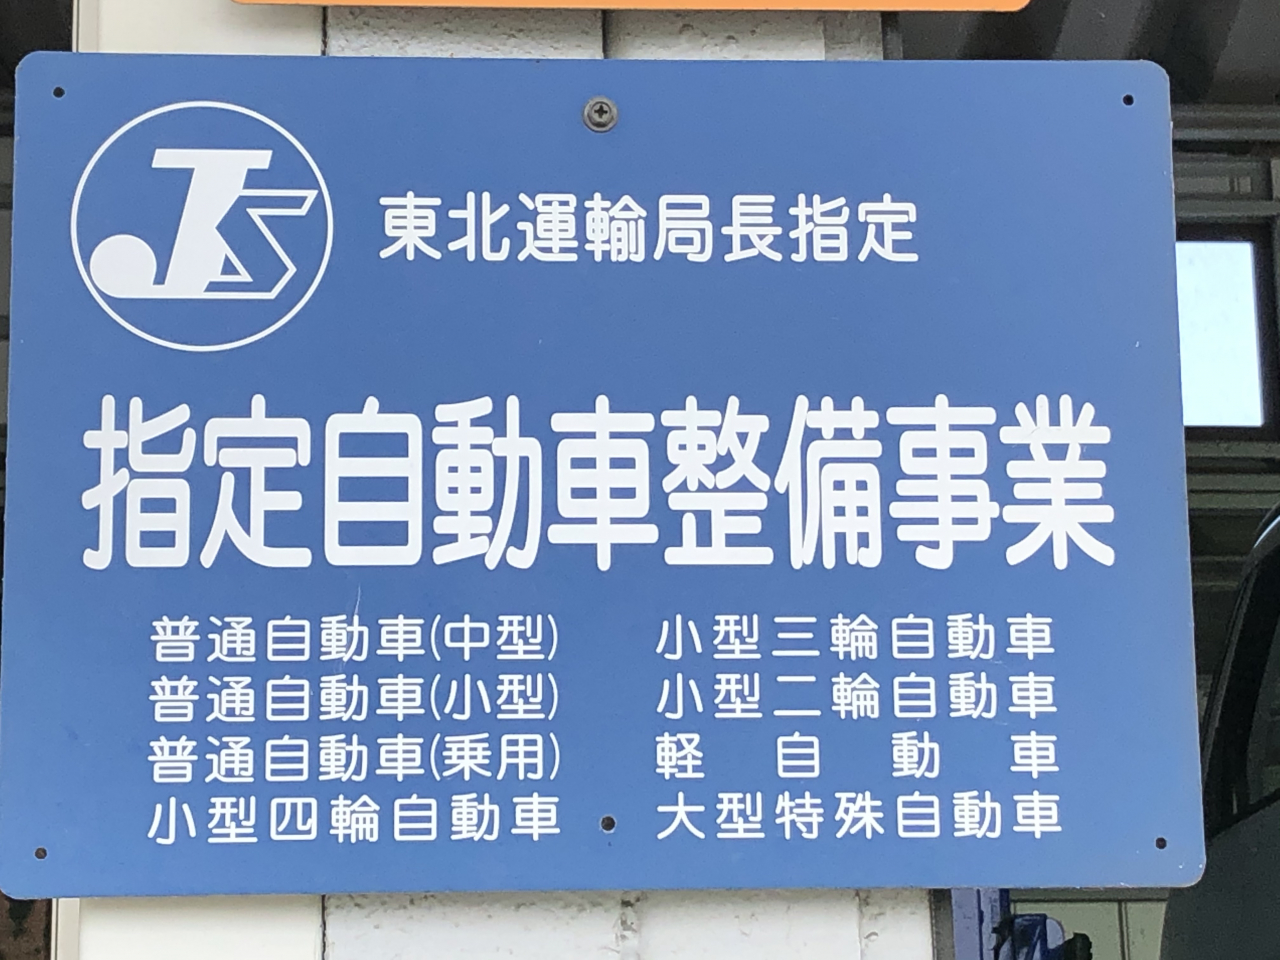 JS
東北運輸局長指定
指定自動車整備事業
普通自動車(中型)
普通自動車(小型)
普通自動車(乗用)
小型四輪自動車
小型三輪自動車
小型二輪自動車
軽自動車
大型特殊自動車